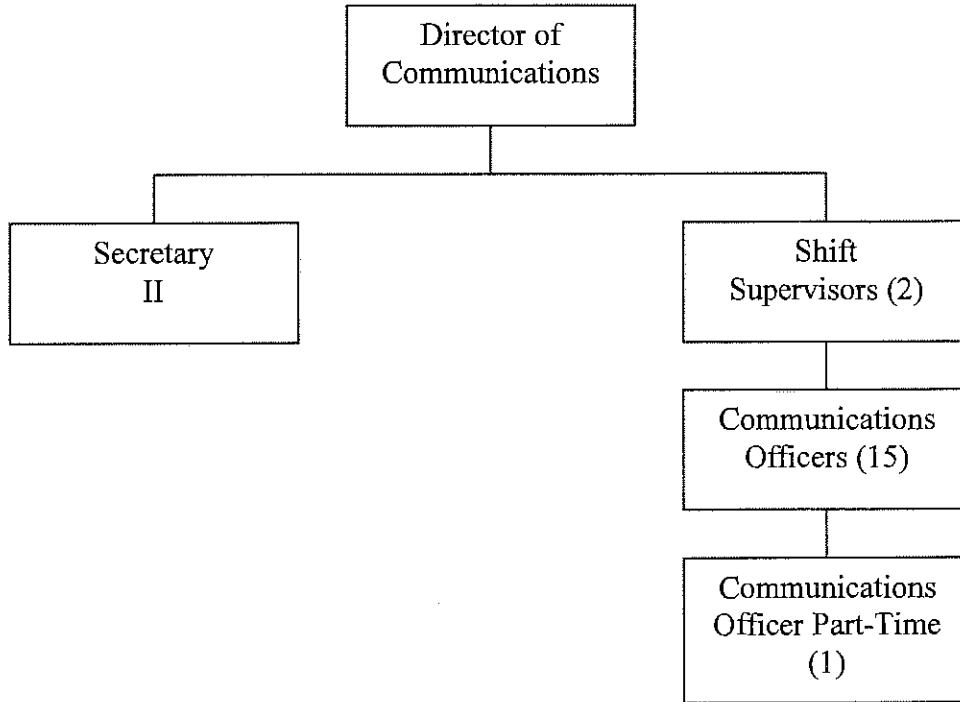 Director of
Communications
Secretary
II
Shift
Supervisors (2)
Communications
Officers (15)
Communications
Officer Part-Time
(1)